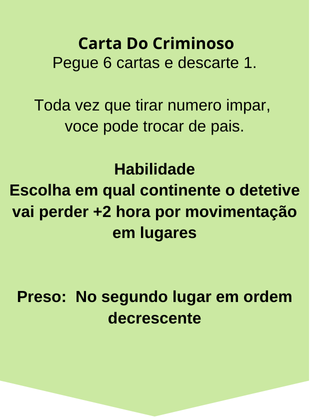 Carta Do Criminoso
Pegue 6 cartas e descarte 1.
Toda vez que tirar numero impar,
voce pode trocar de pais.
Habilidade
Escolha em qual continente o detetive
vai perder +2 hora por movimentação
em lugares
Preso: No segundo lugar em ordem
decrescente